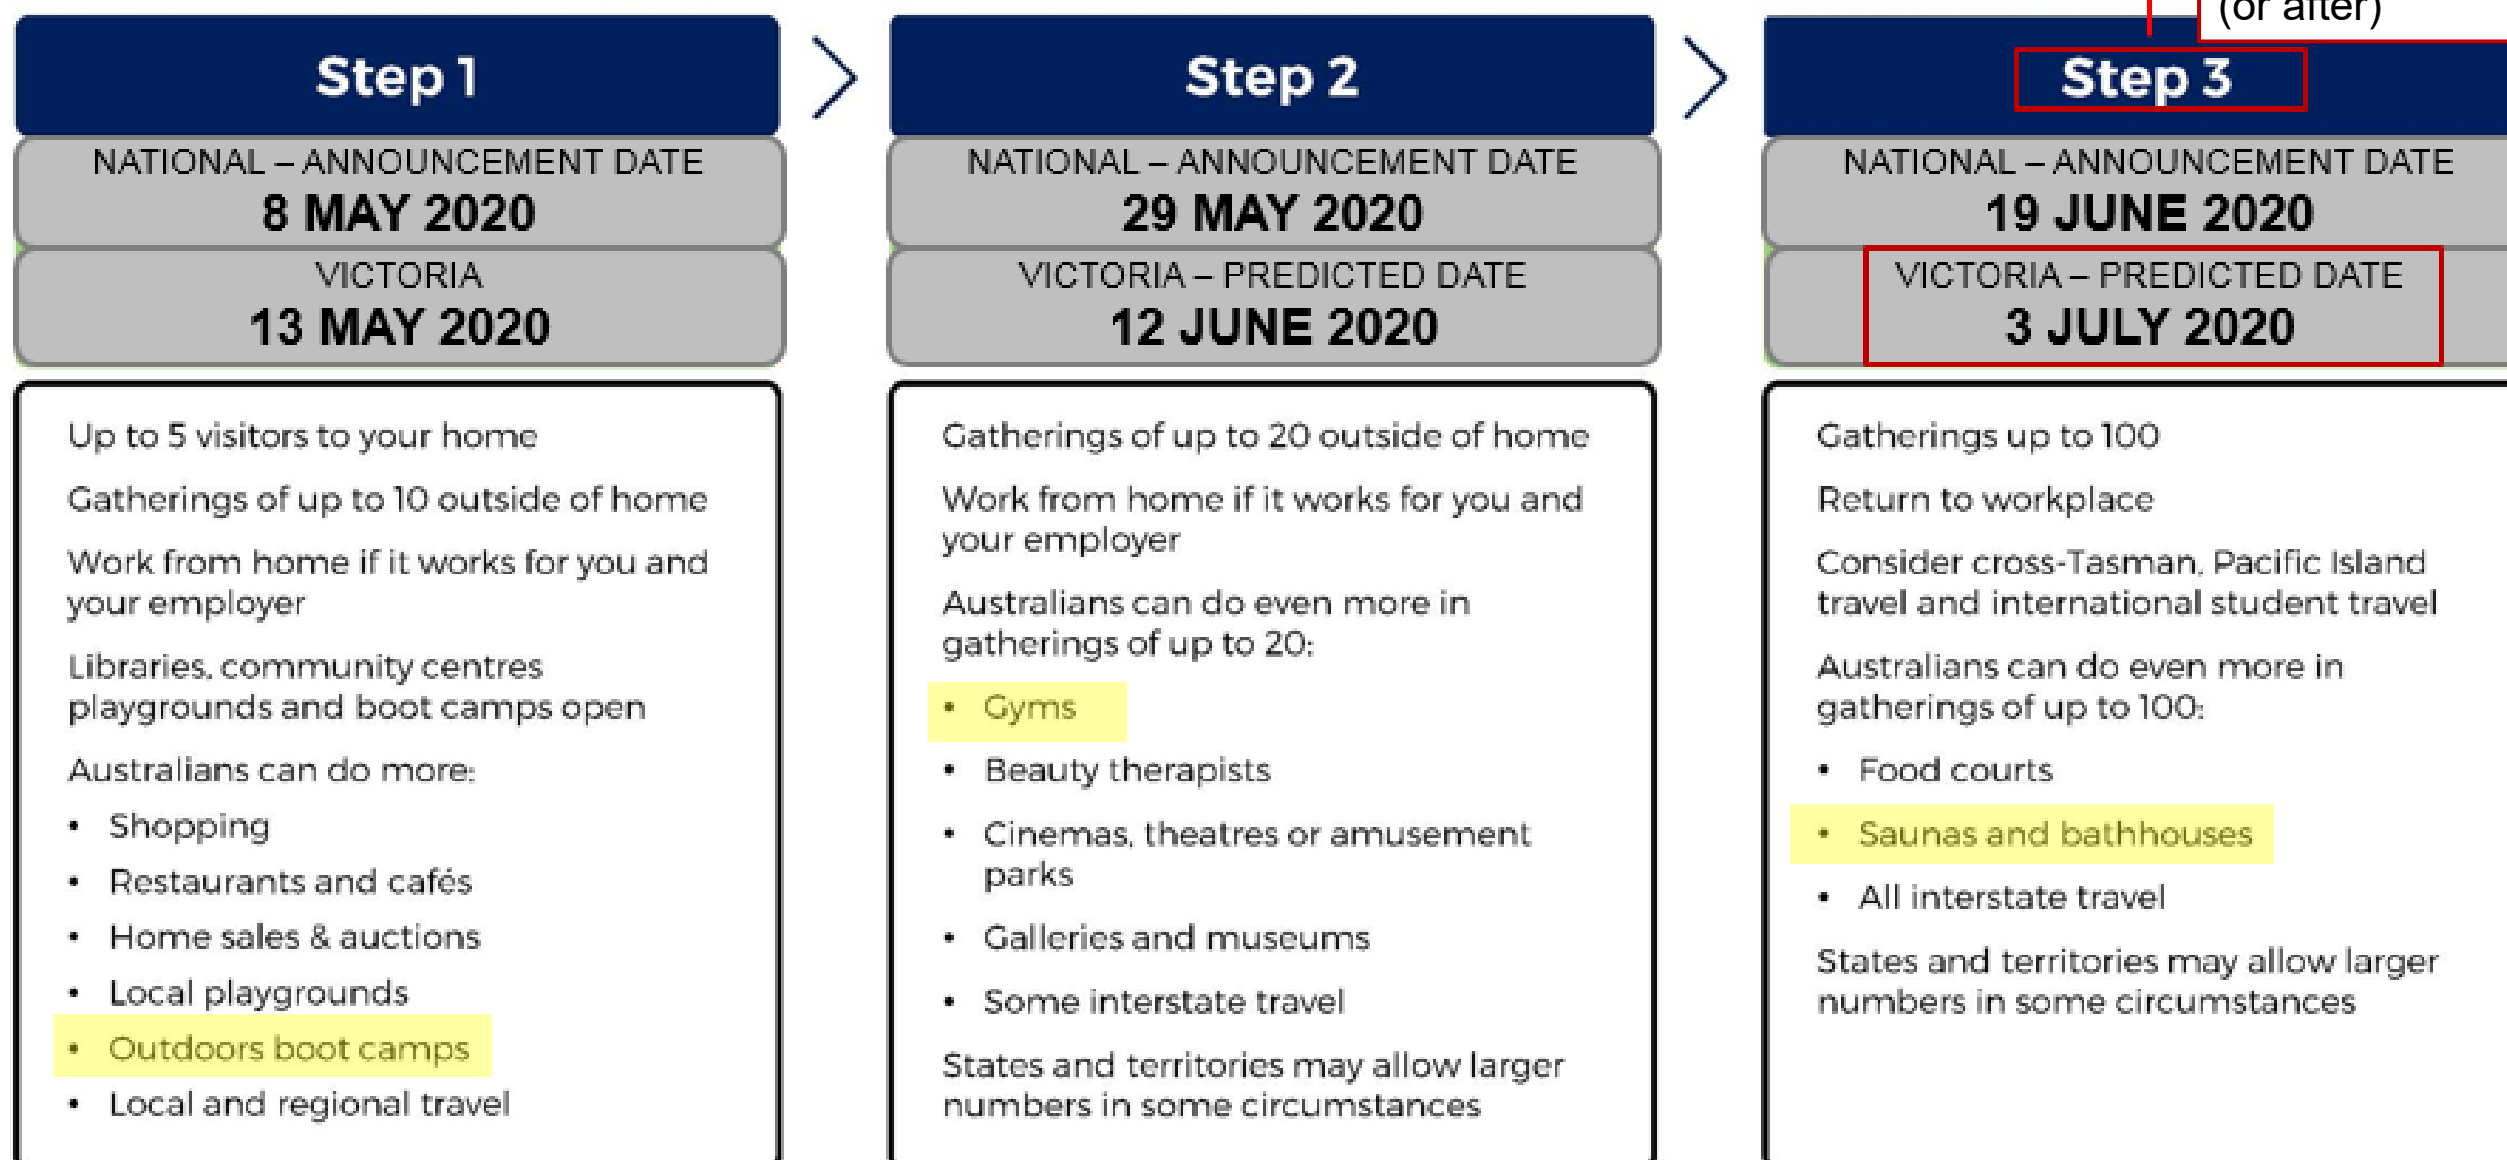 (or after)
Step 1
NATIONAL – ANNOUNCEMENT DATE
8 MAY 2020
VICTORIA
13 MAY 2020
Up to 5 visitors to your home
Gatherings of up to 10 outside of home
Work from home if it works for you and
your employer
Libraries, community centres
playgrounds and boot camps open
Australians can do more:
• Shopping
• Restaurants and cafés
• Home sales & auctions
• Local playgrounds
• Outdoors boot camps
• Local and regional travel
Step 2
NATIONAL – ANNOUNCEMENT DATE
29 MAY 2020
VICTORIA – PREDICTED DATE
12 JUNE 2020
Gatherings of up to 20 outside of home
Work from home if it works for you and
your employer
Australians can do even more in
gatherings of up to 20:
• Gyms
• Beauty therapists
• Cinemas, theatres or amusement
parks
• Galleries and museums
• Some interstate travel
States and territories may allow larger
numbers in some circumstances
Step 3
NATIONAL – ANNOUNCEMENT DATE
19 JUNE 2020
VICTORIA – PREDICTED DATE
3 JULY 2020
Gatherings up to 100
Return to workplace
Consider cross-Tasman, Pacific Island
travel and international student travel
Australians can do even more in
gatherings of up to 100:
• Food courts
• Saunas and bathhouses
• All interstate travel
States and territories may allow larger
numbers in some circumstances